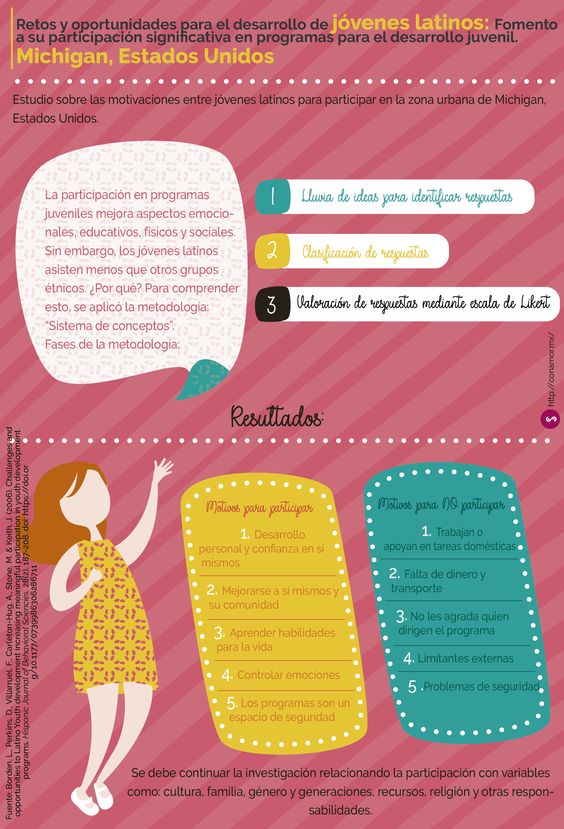 Retos y oportunidades para el desarrollo de jóvenes latinos: Fomento
a su participación significativa en programas para el desarrollo juvenil.
Michigan, Estados Unidos
Estudio sobre las motivaciones entre jóvenes latinos para participar en la zona urbana de Michigan,
Estados Unidos.
La participación en programas
juveniles mejora aspectos emocio-
nales, educativos, físicos y sociales.
Sin embargo, los jóvenes latinos
asisten menos que otros grupos
étnicos. ¿Por qué? Para comprender
esto, se aplicó la metodología:
“Sistema de conceptos”.
Fases de la metodología:
1 Lluvia de ideas para identificar respuestas
2 Clasificación de respuestas
3 Valoración de respuestas mediante escala de Likert
http://conamor.mx/
Resultados:
Motivos para participar
1. Desarrollo
personal y confianza en sí
mismos
2. Mejorarse a sí mismos y
su comunidad
3. Aprender habilidades
para la vida
4. Controlar emociones
5. Los programas son un
espacio de seguridad
Motivos para NO participar
1. Trabajan o
apoyan en tareas domésticas
2. Falta de dinero y
transporte
3. No les agrada quien
dirigen el programa
4. Limitantes externas
5. Problemas de seguridad
Fuente: Borden, L., Perkins, D., Villarruel, F., Carleton-Hug, A., Stone, M. & Keith, J. (2006). Challenges and
opportunities to Latino Youth development increasing meaningful participation in youth development
programs. Hispanic Journal of Behavioral Sciences, 28(2), 187-208. doi: https://doi.or
g/10.1177/0739986306286711
Se debe continuar la investigación relacionando la participación con variables
como: cultura, familia, género y generaciones, recursos, religión y otras respon-
sabilidades.